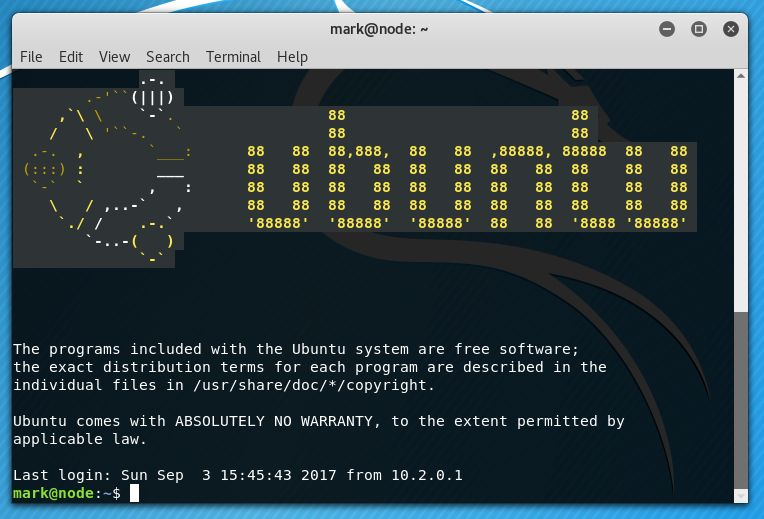 mark@node: ~
File Edit View Search Terminal Help
                .-.
        .-'``(|||)
     ,`\ \    `-`.                 88                         88
    /   \ '``-.   `                88                         88
  .-.  ,       `___:      88   88  88,888,  88   88  ,88888, 88888  88   88
 (:::) :        ___       88   88  88   88  88   88  88   88  88    88   88
  `-`  `       ,   :      88   88  88   88  88   88  88   88  88    88   88
    \   / ,..-`   ,       88   88  88   88  88   88  88   88  88    88   88
     `./ /    .-.`        '88888'  '88888'  '88888'  88   88  '8888 '88888'
        `-..-(   )
              `-`
The programs included with the Ubuntu system are free software;
the exact distribution terms for each program are described in the
individual files in /usr/share/doc/*/copyright.
Ubuntu comes with ABSOLUTELY NO WARRANTY, to the extent permitted by
applicable law.
Last login: Sun Sep  3 15:45:43 2017 from 10.2.0.1
mark@node:~$